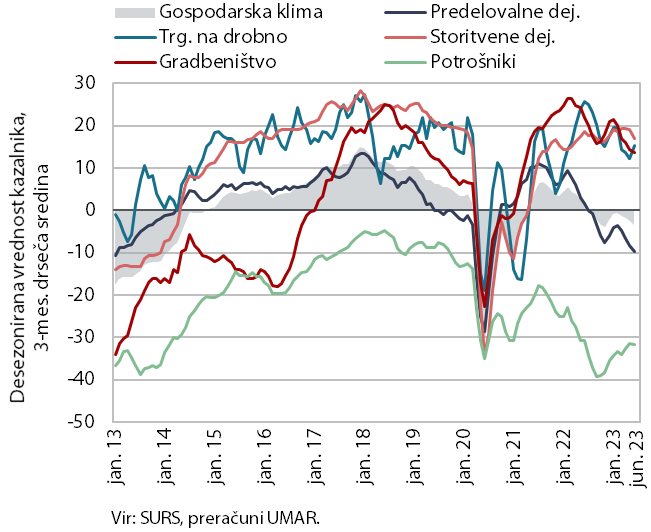 Gospodarska klima
Predelovalne dej.
Trg. na drobno
Storitvene dej.
Gradbeništvo
Potrošniki
Desezonirana vrednost kazalnika,
3-mes. drseča sredina
30
20
10
0
-10
-20
-30
-40
-50
jan. 13
jan. 14
jan. 15
jan. 16
jan. 17
jan. 18
jan. 19
jan. 20
jan. 21
jan. 22
jan. 23
jun. 23
Vir: SURS, preračuni UMAR.